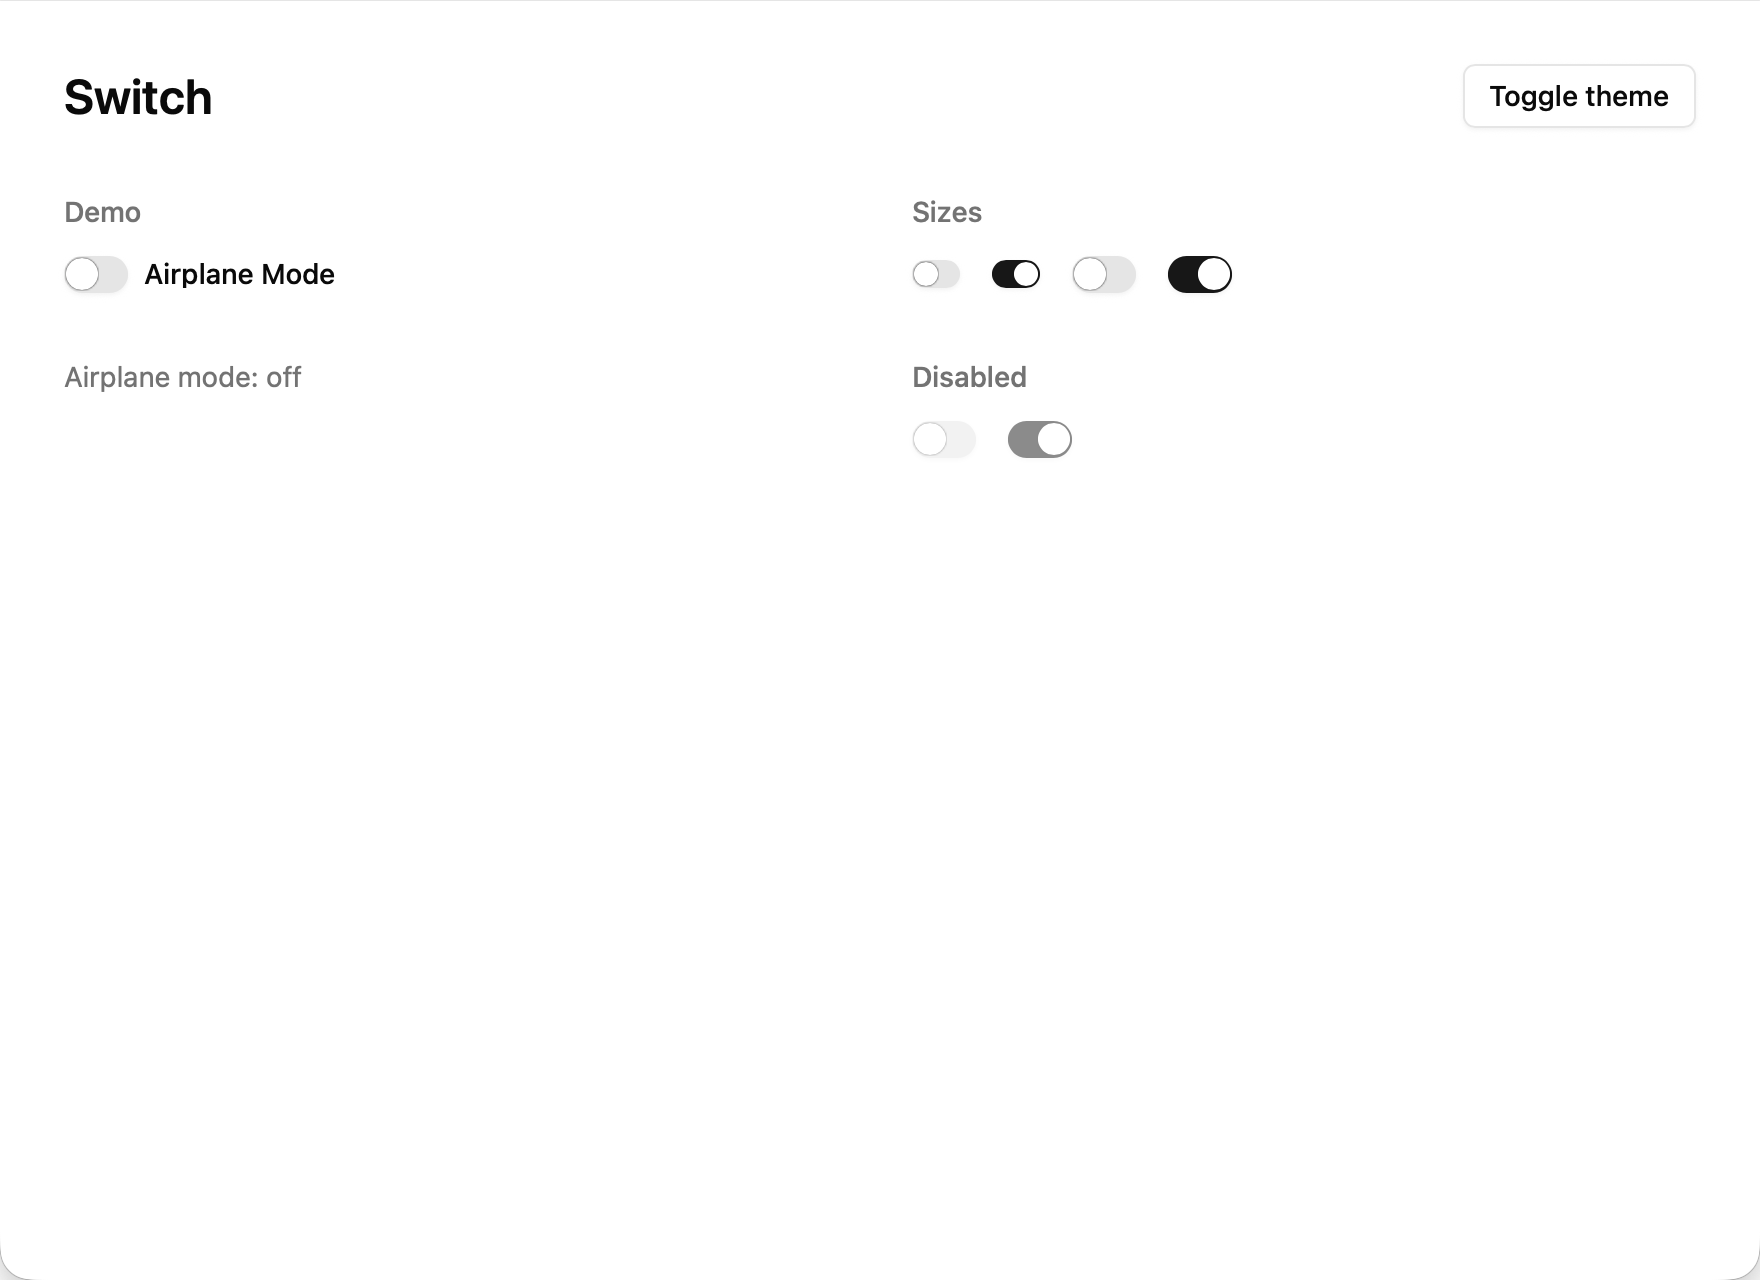 Switch
Toggle theme
Demo
Airplane Mode
Airplane mode: off
Sizes
Disabled